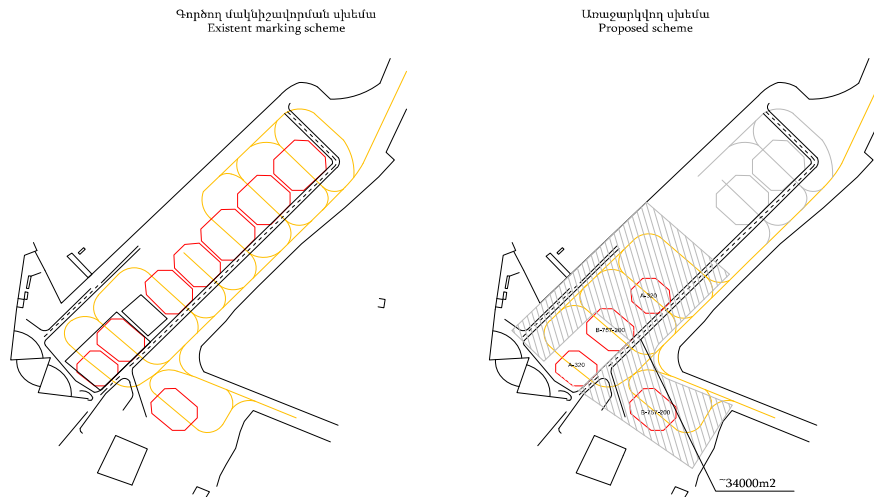 Գործող մակնիշավորման սխեմա
Existent marking scheme
Առաջարկվող սխեմա
Proposed scheme
A-320
B-757-200
A-320
B-757-200
~34000m2